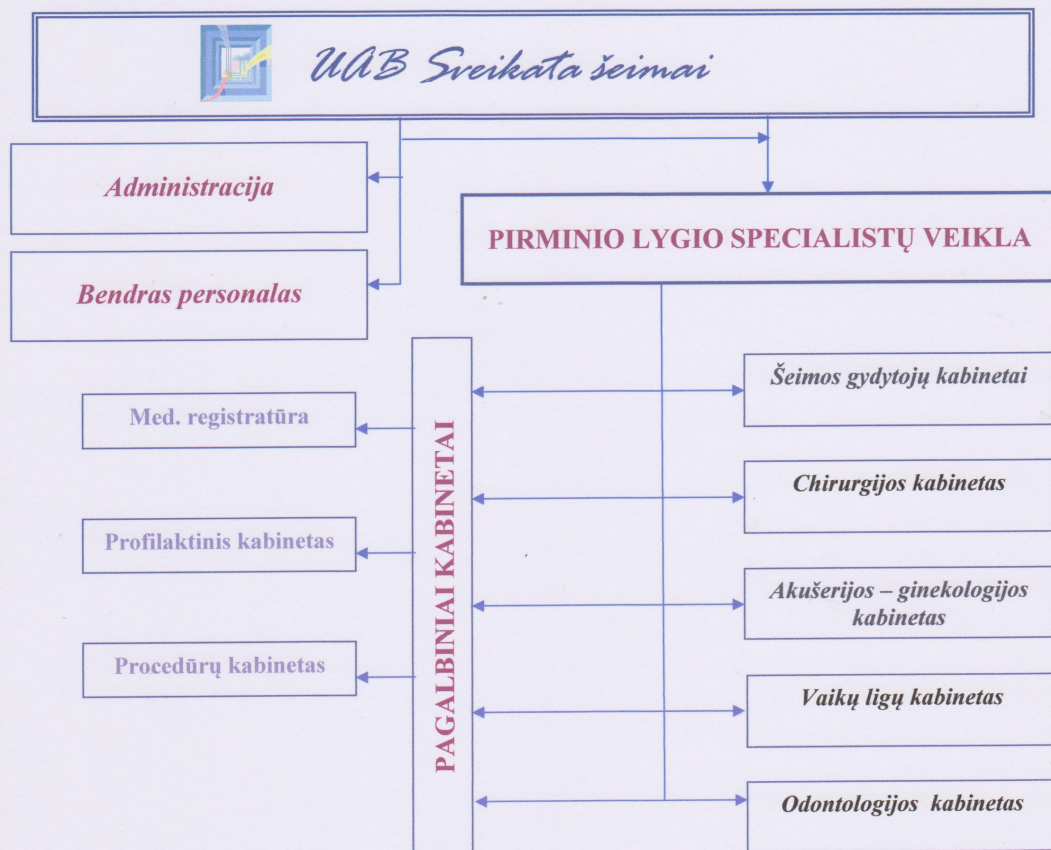 UAB Sveikata šeimai
Administracija
PIRMINIO LYGIO SPECIALISTŲ VEIKLA
Bendras personalas
PAGALBINIAI KABINETAI
Med. registratūra
Profilaktinis kabinetas
Procedūrų kabinetas
Šeimos gydytojų kabinetai
Chirurgijos kabinetas
Akušerijos – ginekologijos
kabinetas
Vaikų ligų kabinetas
Odontologijos kabinetas